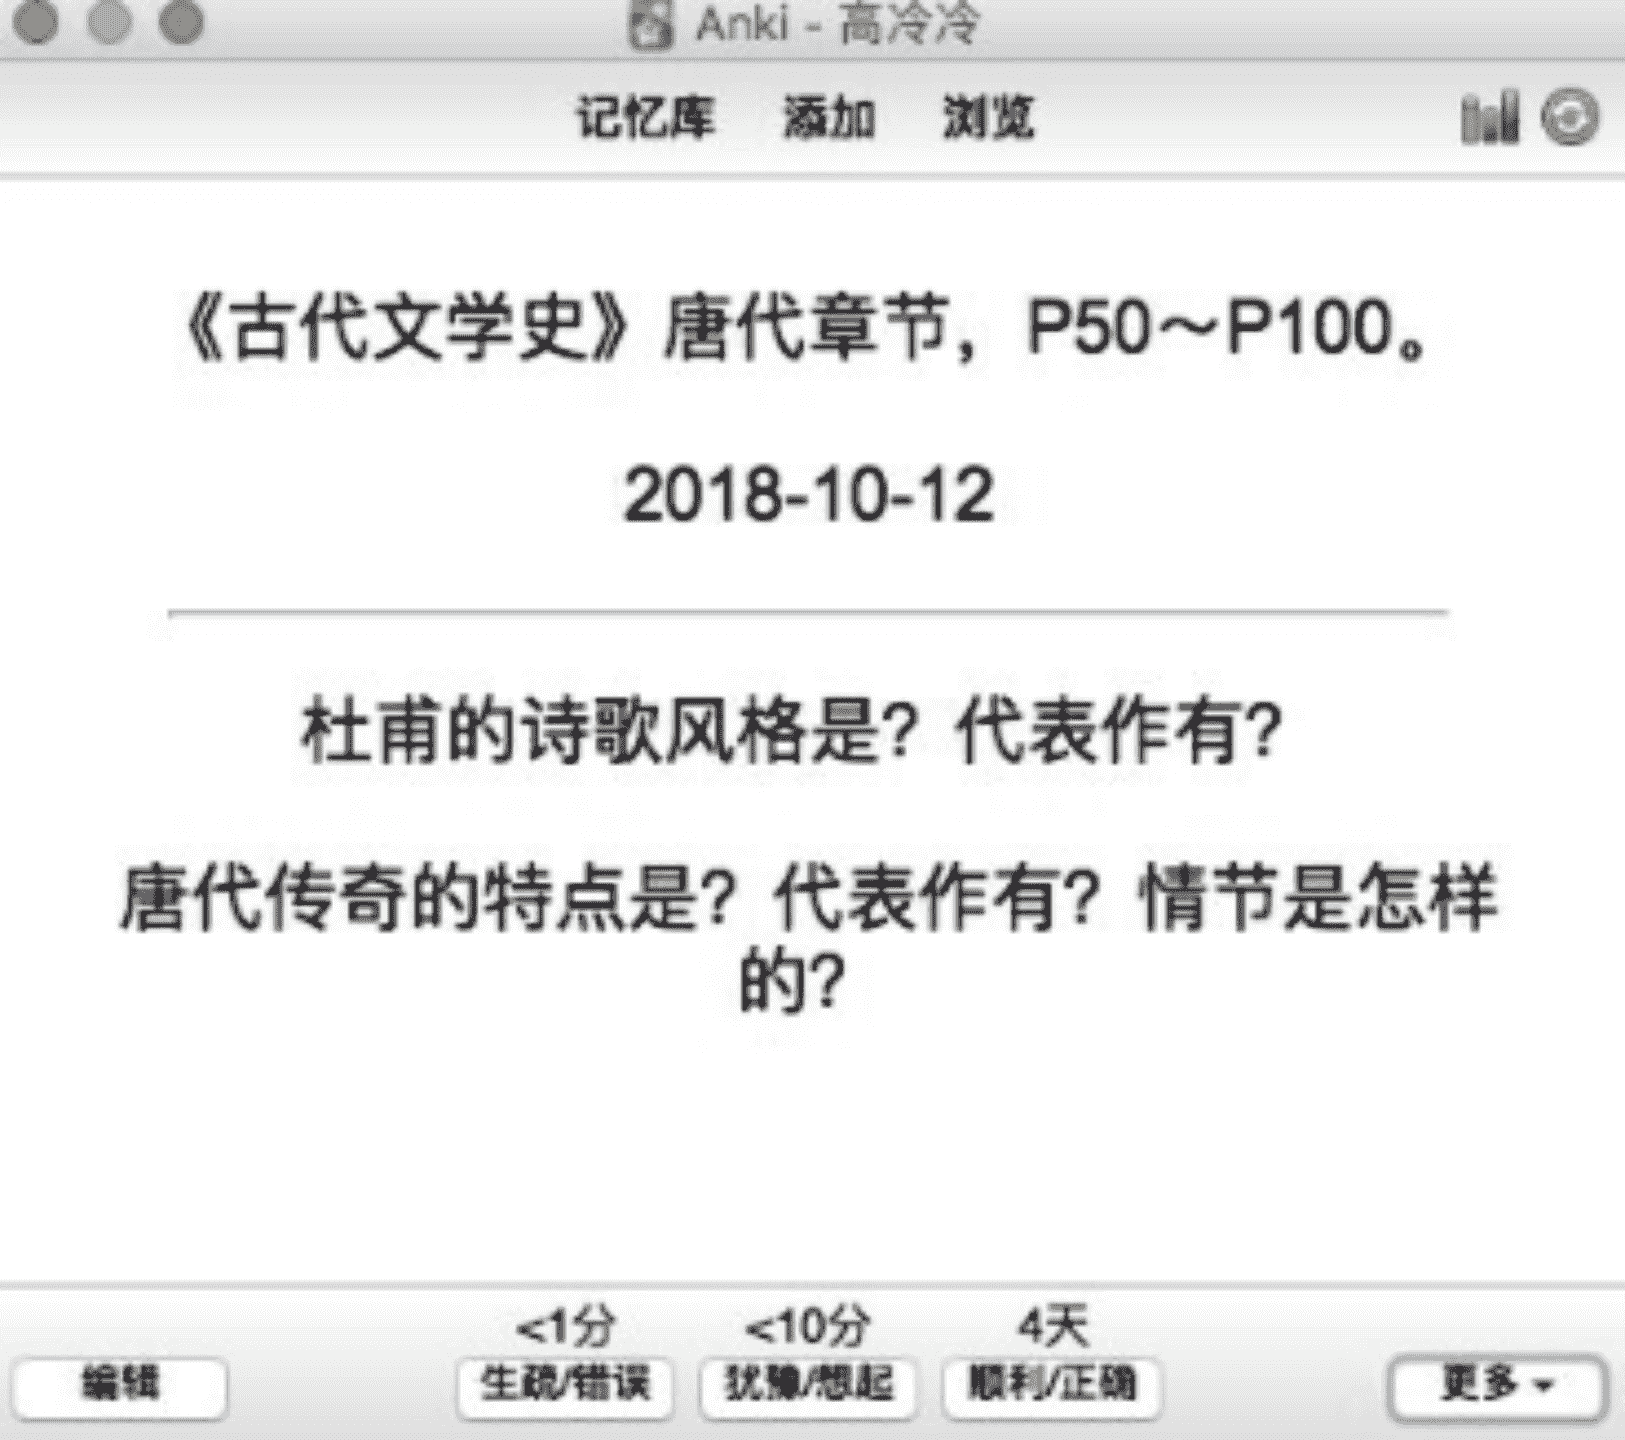 Anki - 高冷冷
记忆库 添加 浏览
《古代文学史》唐代章节，P50～P100。
2018-10-12
杜甫的诗歌风格是？代表作有？
唐代传奇的特点是？代表作有？情节是怎样
的？
<1分 <10分 4天
编辑 生疏/错误 犹豫/想起 顺利/正确 更多